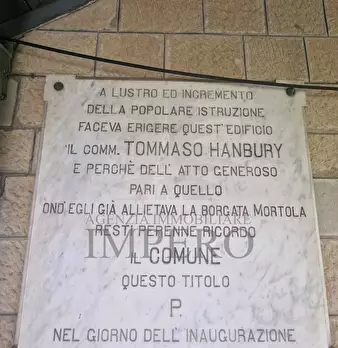 A LUSTRO ED INCREMENTO
DELLA POPOLARE ISTRUZIONE
FACEVA ERIGERE QUEST'EDIFICIO
IL COMM. TOMMASO HANBURY
E PERCHÈ DELL'ATTO GENEROSO
PARI A QUELLO
OND'EGLI GIÀ ALLIETAVA LA BORGATA MORTOLA
AGENZIA IMMOBILIARE
RESTI PERENNE RICORDO
IMPERO
IL COMUNE
QUESTO TITOLO
P.
NEL GIORNO DELL'INAUGURAZIONE